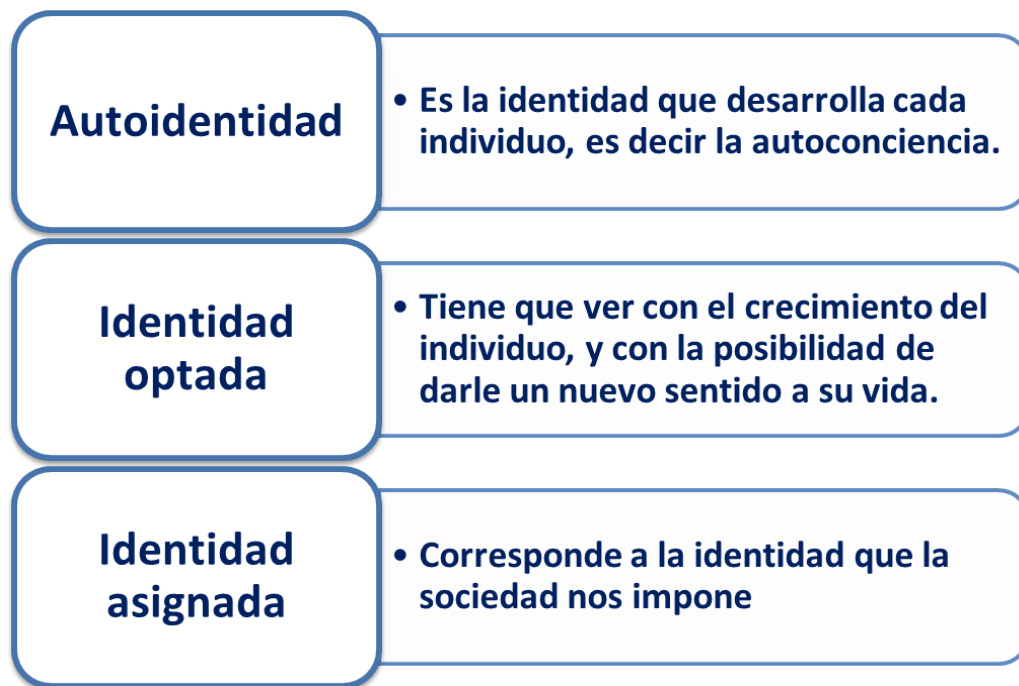 Autoidentidad
• Es la identidad que desarrolla cada
individuo, es decir la autoconciencia.
Identidad
optada
• Tiene que ver con el crecimiento del
individuo, y con la posibilidad de
darle un nuevo sentido a su vida.
Identidad
asignada
• Corresponde a la identidad que la
sociedad nos impone